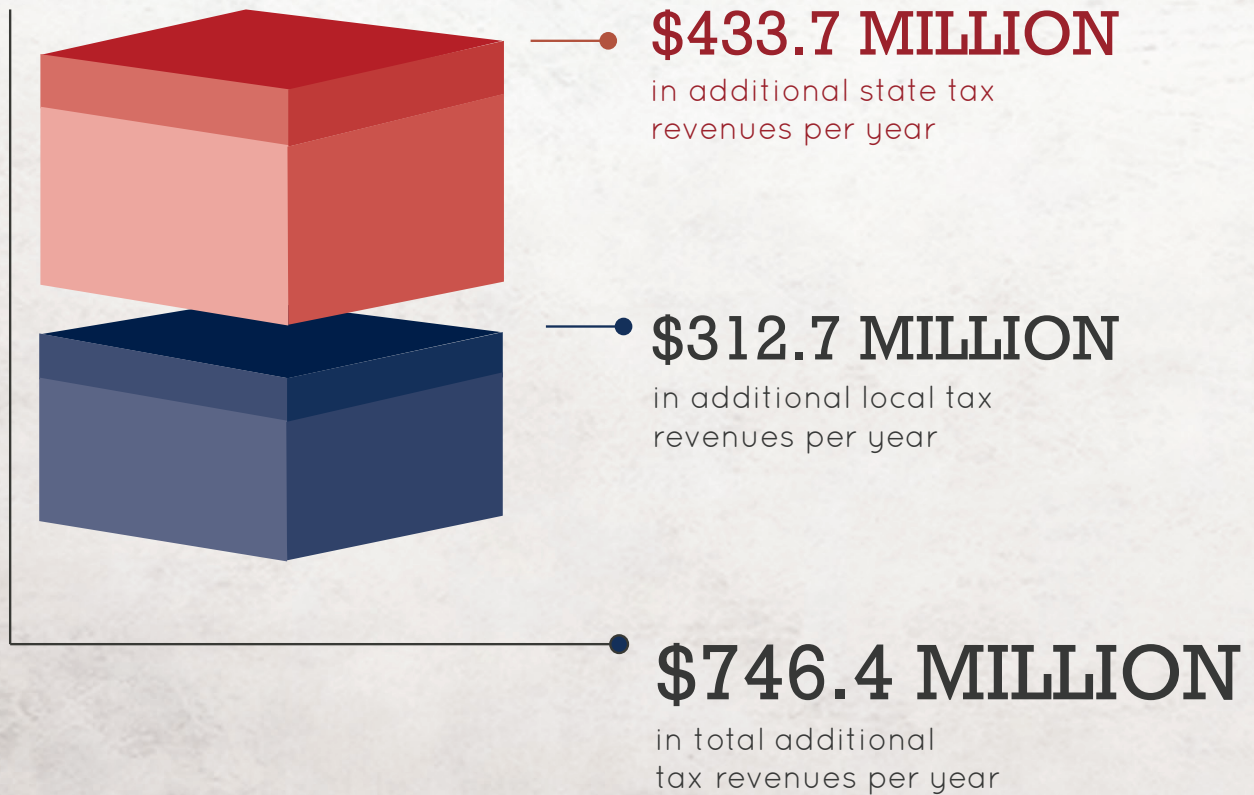 $433.7 MILLION
in additional state tax
revenues per year
$312.7 MILLION
in additional local tax
revenues per year
$746.4 MILLION
in total additional
tax revenues per year